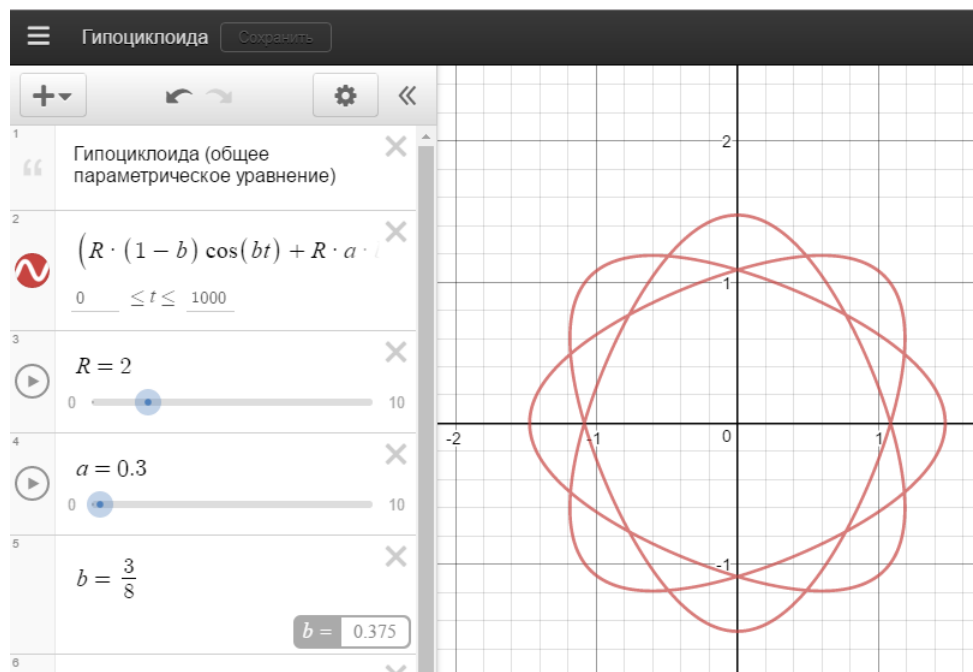 Гипоциклоида Сохранить
1
Гипоциклоида (общее
параметрическое уравнение)
2
(R · (1 − b) cos(bt) + R · a ·
0 ≤ t ≤ 1000
3
R = 2
0 10
4
a = 0.3
0 10
5
b = 3/8
b = 0.375
6
2
1
-2 -1 0 1
-1